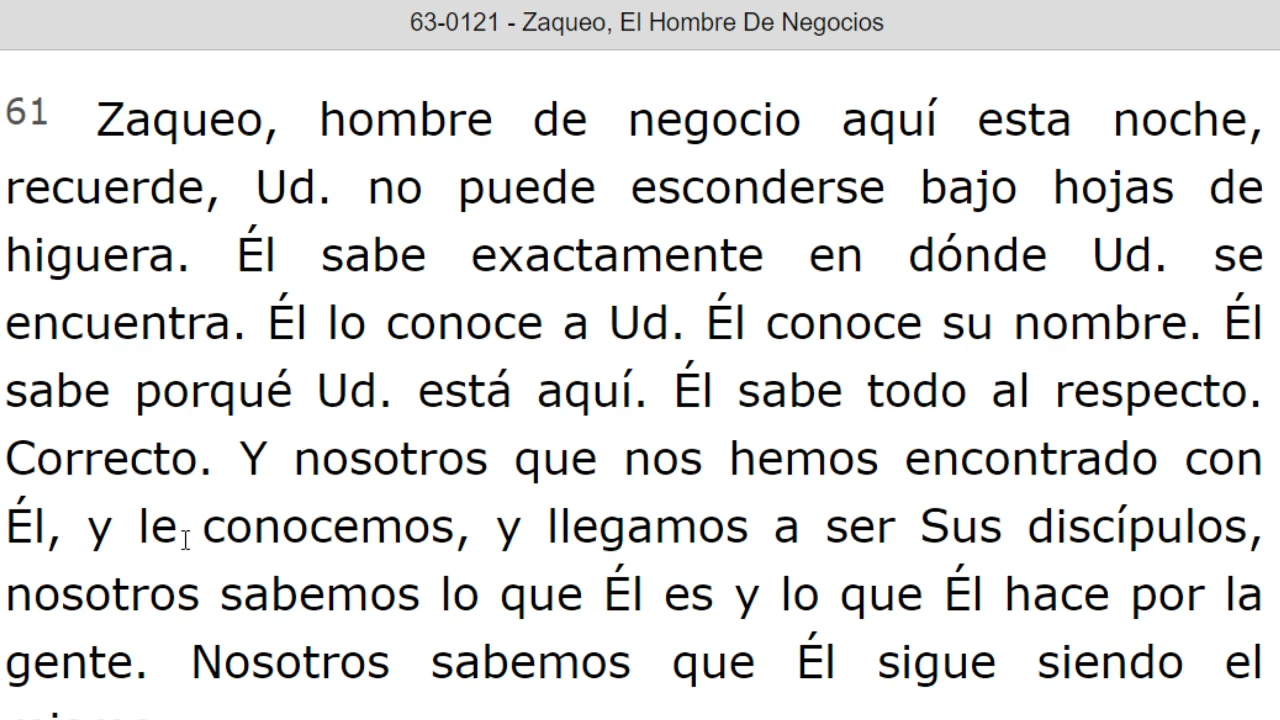 63-0121 - Zaqueo, El Hombre De Negocios
61 Zaqueo, hombre de negocio aquí esta noche,
recuerde, Ud. no puede esconderse bajo hojas de
higuera. Él sabe exactamente en dónde Ud. se
encuentra. Él lo conoce a Ud. Él conoce su nombre. Él
sabe porqué Ud. está aquí. Él sabe todo al respecto.
Correcto. Y nosotros que nos hemos encontrado con
Él, y le conocemos, y llegamos a ser Sus discípulos,
nosotros sabemos lo que Él es y lo que Él hace por la
gente. Nosotros sabemos que Él sigue siendo el